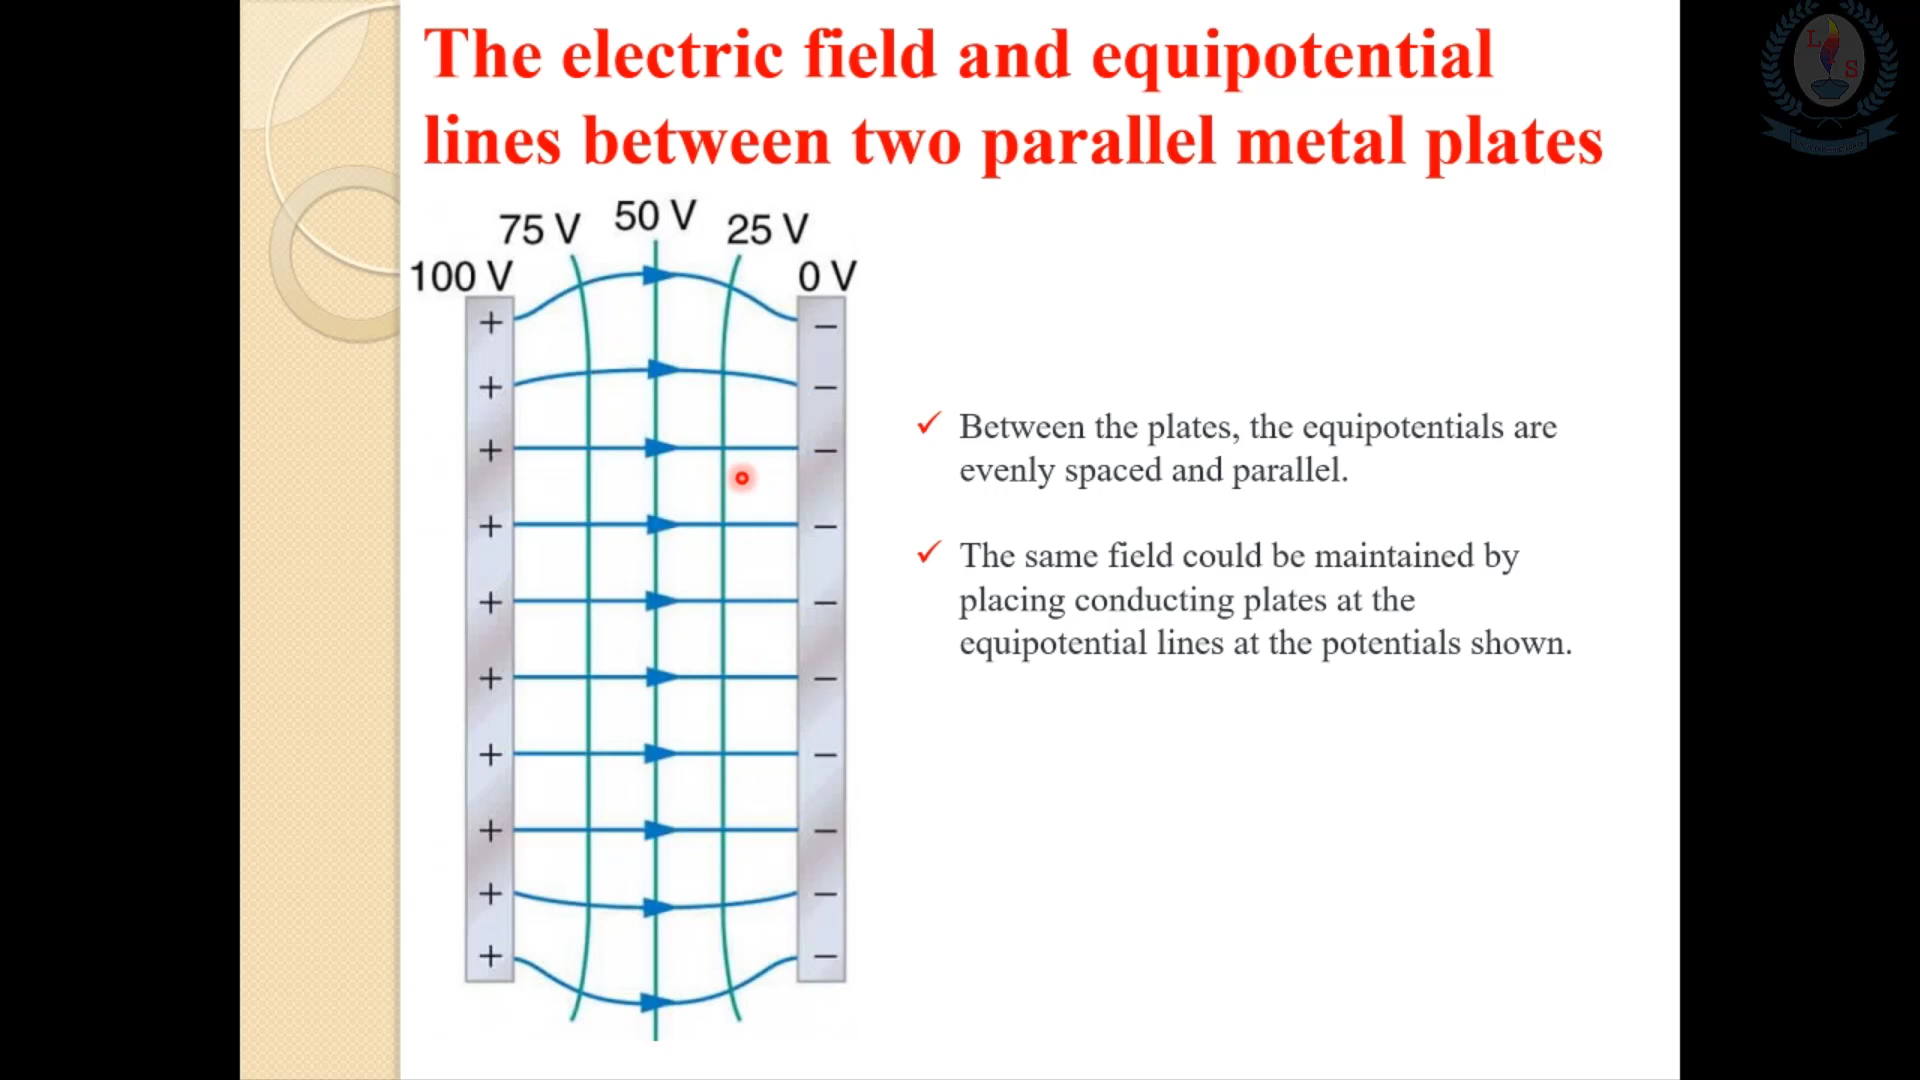 The electric field and equipotential
lines between two parallel metal plates
75 V 50 V 25 V
100 V 0 V
+ −
+ −
+ −
+ −
+ −
+ −
+ −
+ −
+ −
+ −
✓ Between the plates, the equipotentials are
evenly spaced and parallel.
✓ The same field could be maintained by
placing conducting plates at the
equipotential lines at the potentials shown.
L
S